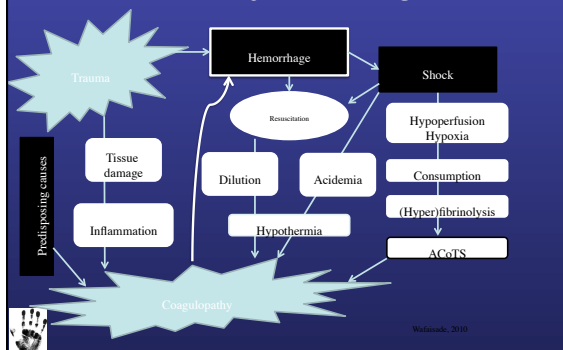 Hemorrhage
Trauma
Shock
Resuscitation
Hypoperfusion
Hypoxia
Predisposing causes
Tissue
damage
Dilution
Acidemia
Consumption
Inflammation
Hypothermia
(Hyper)fibrinolysis
ACoTS
Coagulopathy
2010